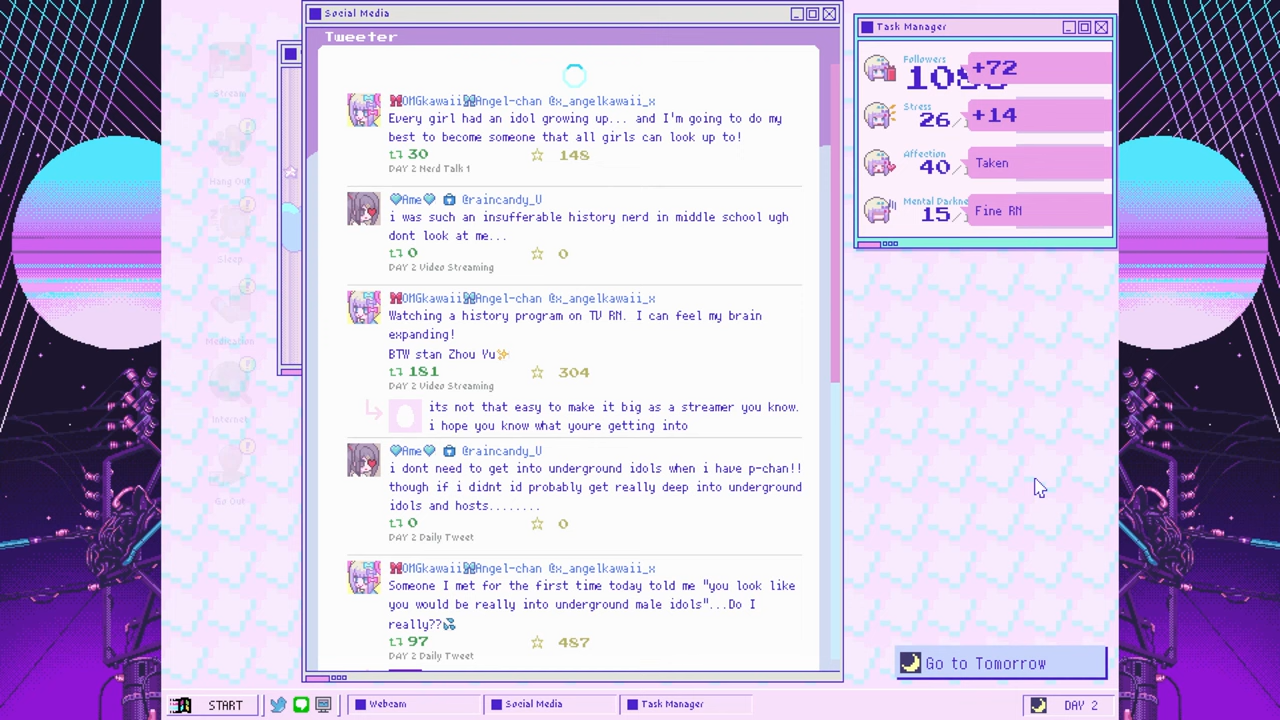 Social Media
Tweeter
🎀OMGkawaii🎀Angel-chan @x_angelkawaii_x
Every girl had an idol growing up... and I'm going to do my
best to become someone that all girls can look up to!
30 148
DAY 2 Nerd Talk 1
💙Ame💙 @raincandy_U
i was such an insufferable history nerd in middle school ugh
dont look at me...
0 0
DAY 2 Video Streaming
🎀OMGkawaii🎀Angel-chan @x_angelkawaii_x
Watching a history program on TV RN. I can feel my brain
expanding!
BTW stan Zhou Yu✨
181 304
DAY 2 Video Streaming
its not that easy to make it big as a streamer you know.
i hope you know what youre getting into
💙Ame💙 @raincandy_U
i dont need to get into underground idols when i have p-chan!!
though if i didnt id probably get really deep into underground
idols and hosts........
0 0
DAY 2 Daily Tweet
🎀OMGkawaii🎀Angel-chan @x_angelkawaii_x
Someone I met for the first time today told me "you look like
you would be really into underground male idols"...Do I
really??💦
97 487
DAY 2 Daily Tweet
Task Manager
Followers
+72
Stress
26/ +14
Affection
40/ Taken
Mental Darkne
15/ Fine RN
Stream
Hang Out
Sleep
Medication
Internet
Go Out
Go to Tomorrow
START
Webcam
Social Media
Task Manager
DAY 2